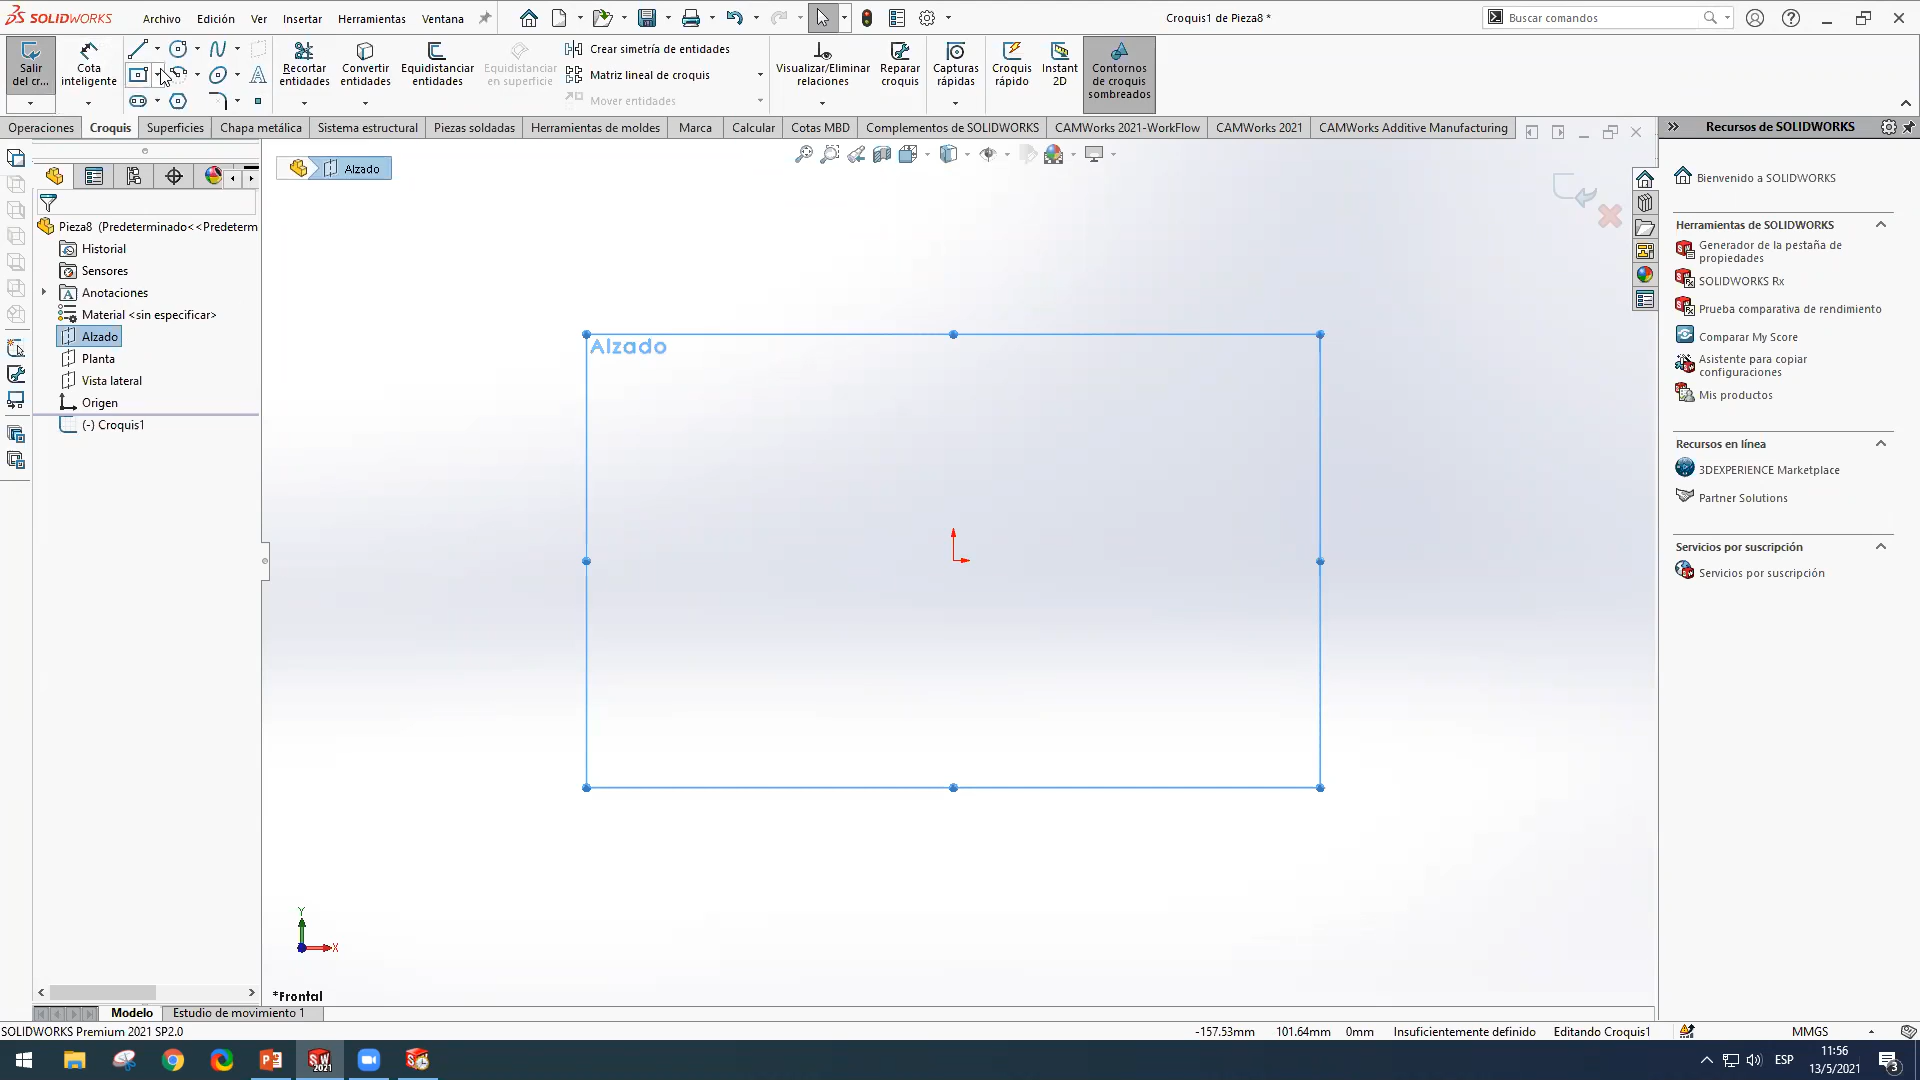 SOLIDWORKS
Archivo
Edición
Ver
Insertar
Herramientas
Ventana
Croquis1 de Pieza8 *
Buscar comandos
Salir
del cr...
Cota
inteligente
Recortar
entidades
Convertir
entidades
Equidistanciar
entidades
Equidistanciar
en superficie
Crear simetría de entidades
Matriz lineal de croquis
Mover entidades
Visualizar/Eliminar
relaciones
Reparar
croquis
Capturas
rápidas
Croquis
rápido
Instant
2D
Contornos
de croquis
sombreados
Operaciones
Croquis
Superficies
Chapa metálica
Sistema estructural
Piezas soldadas
Herramientas de moldes
Marca
Calcular
Cotas MBD
Complementos de SOLIDWORKS
CAMWorks 2021-WorkFlow
CAMWorks 2021
CAMWorks Additive Manufacturing
Recursos de SOLIDWORKS
Alzado
Pieza8 (Predeterminado<<Predeterm
Historial
Sensores
Anotaciones
Material <sin especificar>
Alzado
Planta
Vista lateral
Origen
(-) Croquis1
Alzado
Y
X
*Frontal
Bienvenido a SOLIDWORKS
Herramientas de SOLIDWORKS
Generador de la pestaña de
propiedades
SOLIDWORKS Rx
Prueba comparativa de rendimiento
Comparar My Score
Asistente para copiar
configuraciones
Mis productos
Recursos en línea
3DEXPERIENCE Marketplace
Partner Solutions
Servicios por suscripción
Servicios por suscripción
Modelo
Estudio de movimiento 1
SOLIDWORKS Premium 2021 SP2.0
-157.53mm
101.64mm
0mm
Insuficientemente definido
Editando Croquis1
MMGS
ESP
11:56
13/5/2021
3